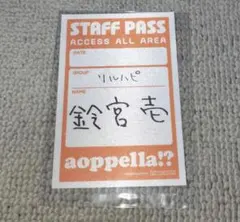 STAFF PASS
ACCESS ALL AREA
DATE
GROUP
リルハピ
NAME
鈴宮壱
aoppella!?